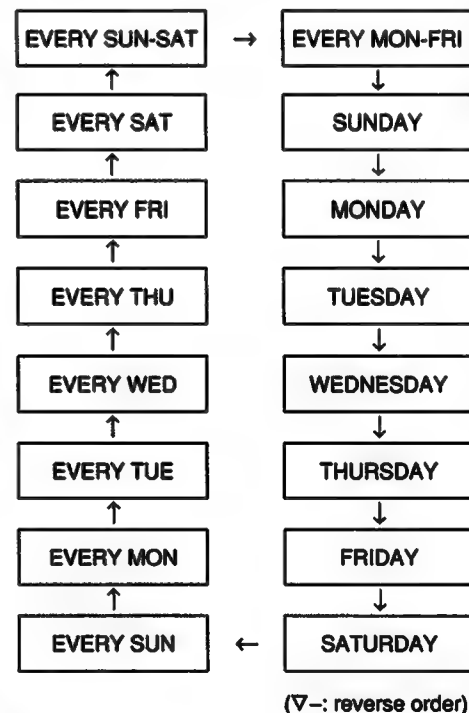 EVERY SUN-SAT → EVERY MON-FRI
↑ ↓
EVERY SAT SUNDAY
↑ ↓
EVERY FRI MONDAY
↑ ↓
EVERY THU TUESDAY
↑ ↓
EVERY WED WEDNESDAY
↑ ↓
EVERY TUE THURSDAY
↑ ↓
EVERY MON FRIDAY
↑ ↓
EVERY SUN ← SATURDAY
(∇–: reverse order)